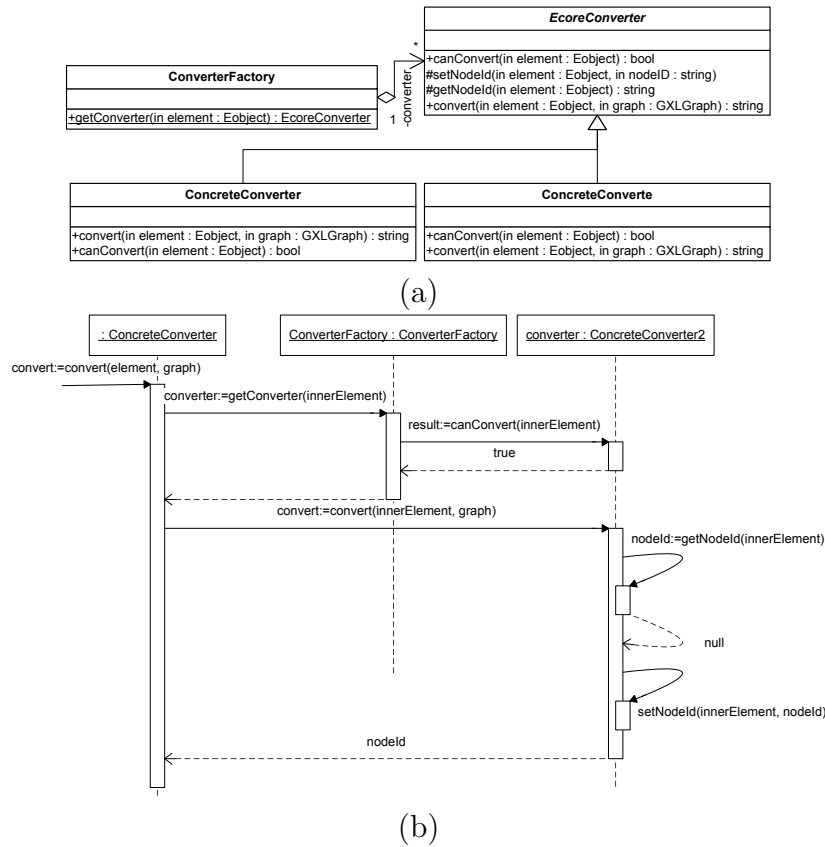 EcoreConverter
+canConvert(in element : Eobject) : bool
#setNodeId(in element : Eobject, in nodeID : string)
#getNodeId(in element : Eobject) : string
+convert(in element : Eobject, in graph : GXLGraph) : string
ConverterFactory
+getConverter(in element : Eobject) : EcoreConverter
*
1
-converter
ConcreteConverter
+convert(in element : Eobject, in graph : GXLGraph) : string
+canConvert(in element : Eobject) : bool
ConcreteConverte
+canConvert(in element : Eobject) : bool
+convert(in element : Eobject, in graph : GXLGraph) : string
(a)
: ConcreteConverter
ConverterFactory : ConverterFactory
converter : ConcreteConverter2
convert:=convert(element, graph)
converter:=getConverter(innerElement)
result:=canConvert(innerElement)
true
convert:=convert(innerElement, graph)
nodeId:=getNodeId(innerElement)
null
setNodeId(innerElement, nodeId)
nodeId
(b)